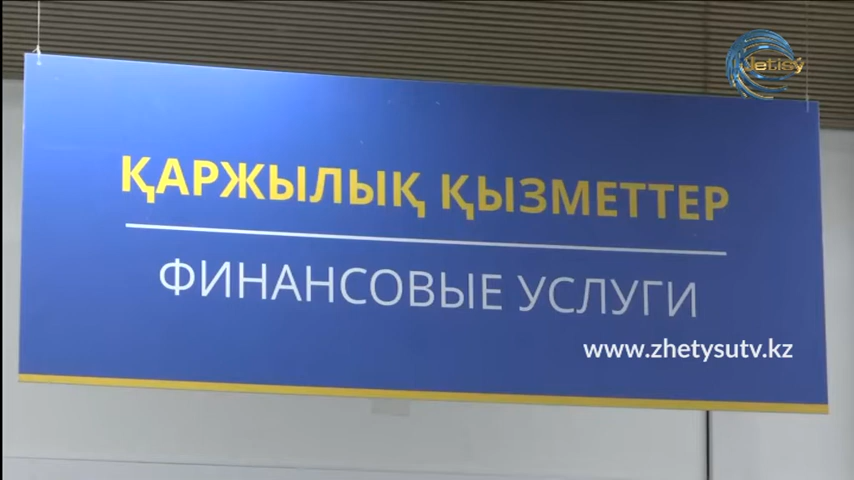 Jetisý
ҚАРЖЫЛЫҚ ҚЫЗМЕТТЕР
ФИНАНСОВЫЕ УСЛУГИ
www.zhetysutv.kz